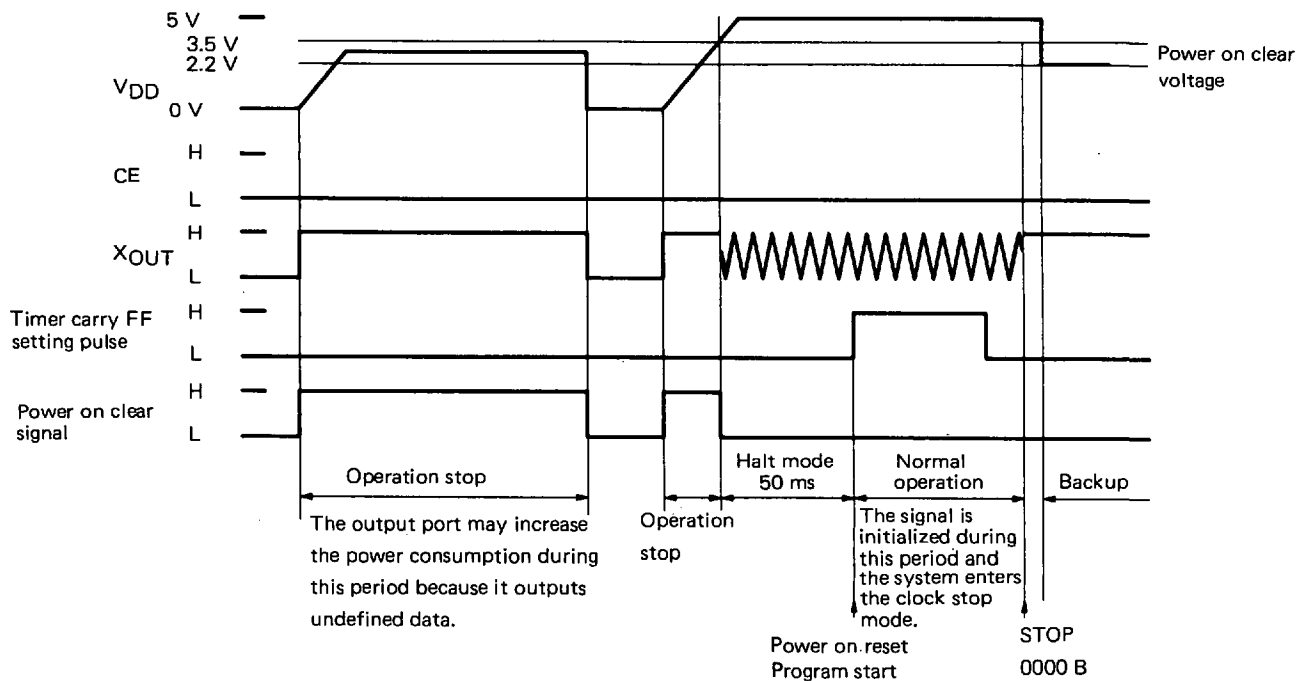 5 V
3.5 V
2.2 V
VDD
0 V
Power on clear
voltage
H
CE
L
H
XOUT
L
H
Timer carry FF
setting pulse
L
H
Power on clear
signal
L
Operation stop
Halt mode
50 ms
Normal
operation
Backup
The output port may increase
the power consumption during
this period because it outputs
undefined data.
Operation
stop
The signal is
initialized during
this period and
the system enters
the clock stop
mode.
Power on reset
Program start
STOP
0000 B